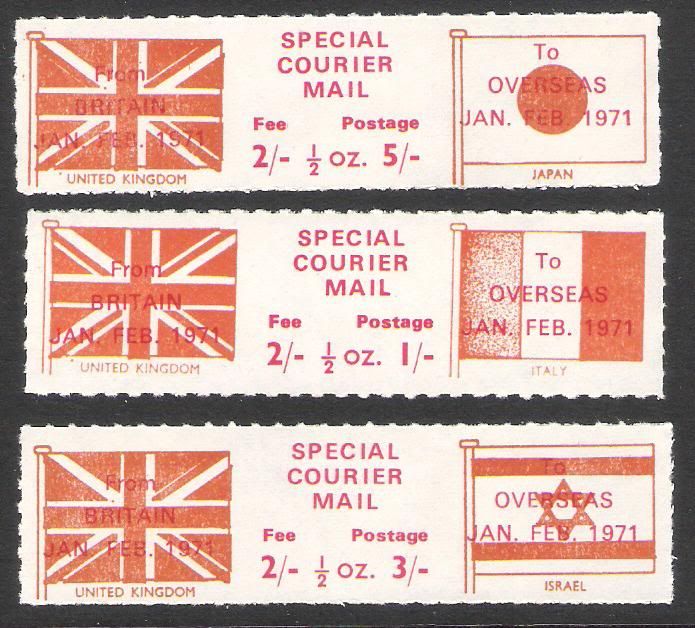 From
BRITAIN
JAN. FEB. 1971
UNITED KINGDOM
SPECIAL
COURIER
MAIL
Fee Postage
2/- 1/2 OZ. 5/-
To
OVERSEAS
JAN. FEB. 1971
JAPAN
From
BRITAIN
JAN. FEB. 1971
UNITED KINGDOM
SPECIAL
COURIER
MAIL
Fee Postage
2/- 1/2 OZ. 1/-
To
OVERSEAS
JAN. FEB. 1971
ITALY
From
BRITAIN
JAN. FEB. 1971
UNITED KINGDOM
SPECIAL
COURIER
MAIL
Fee Postage
2/- 1/2 OZ. 3/-
To
OVERSEAS
JAN. FEB. 1971
ISRAEL